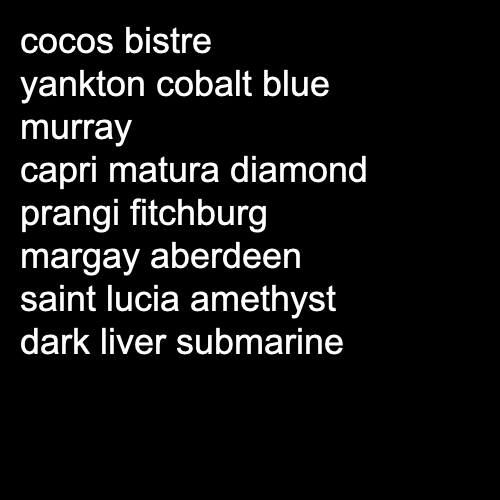 cocos bistre
yankton cobalt blue
murray
capri matura diamond
prangi fitchburg
margay aberdeen
saint lucia amethyst
dark liver submarine